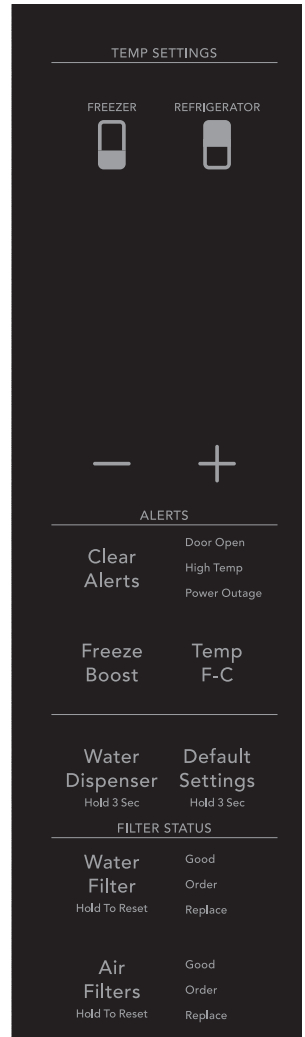 TEMP SETTINGS
FREEZER REFRIGERATOR
− +
ALERTS
Clear
Alerts
Door Open
High Temp
Power Outage
Freeze
Boost
Temp
F-C
Water
Dispenser
Hold 3 Sec
Default
Settings
Hold 3 Sec
FILTER STATUS
Water
Filter
Hold To Reset
Good
Order
Replace
Air
Filters
Hold To Reset
Good
Order
Replace